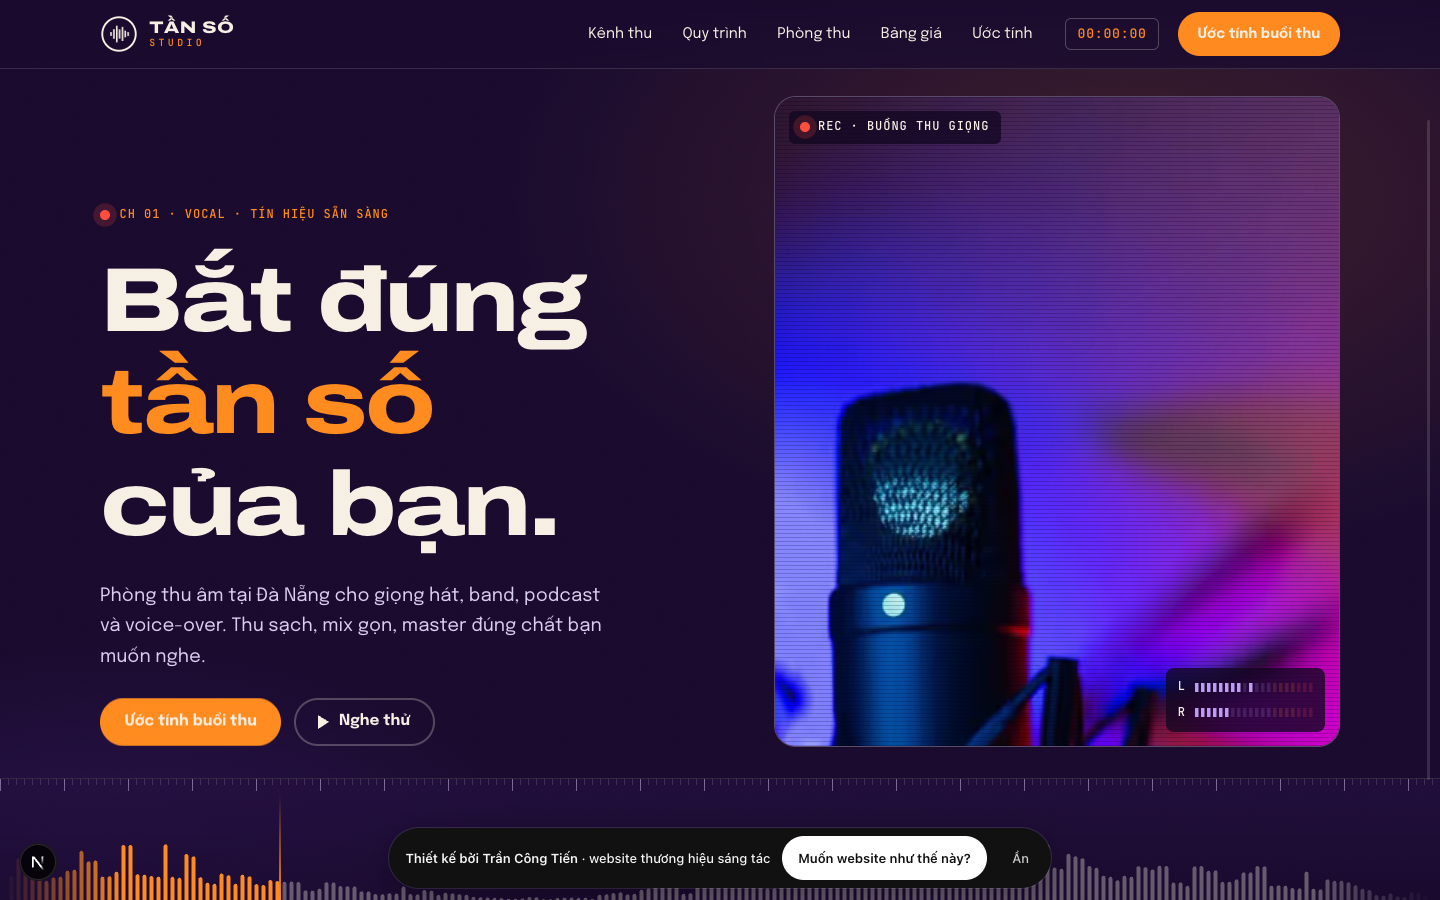 TẦN SỐ
STUDIO
Kênh thu
Quy trình
Phòng thu
Bảng giá
Ước tính
00:00:00
Ước tính buổi thu
REC · BUỒNG THU GIỌNG
CH 01 · VOCAL · TÍN HIỆU SẴN SÀNG
Bắt đúng
tần số
của bạn.
Phòng thu âm tại Đà Nẵng cho giọng hát, band, podcast
và voice-over. Thu sạch, mix gọn, master đúng chất bạn
muốn nghe.
Ước tính buổi thu
Nghe thử
L
R
N
Thiết kế bởi Trần Công Tiến · website thương hiệu sáng tác
Muốn website như thế này?
Ẩn